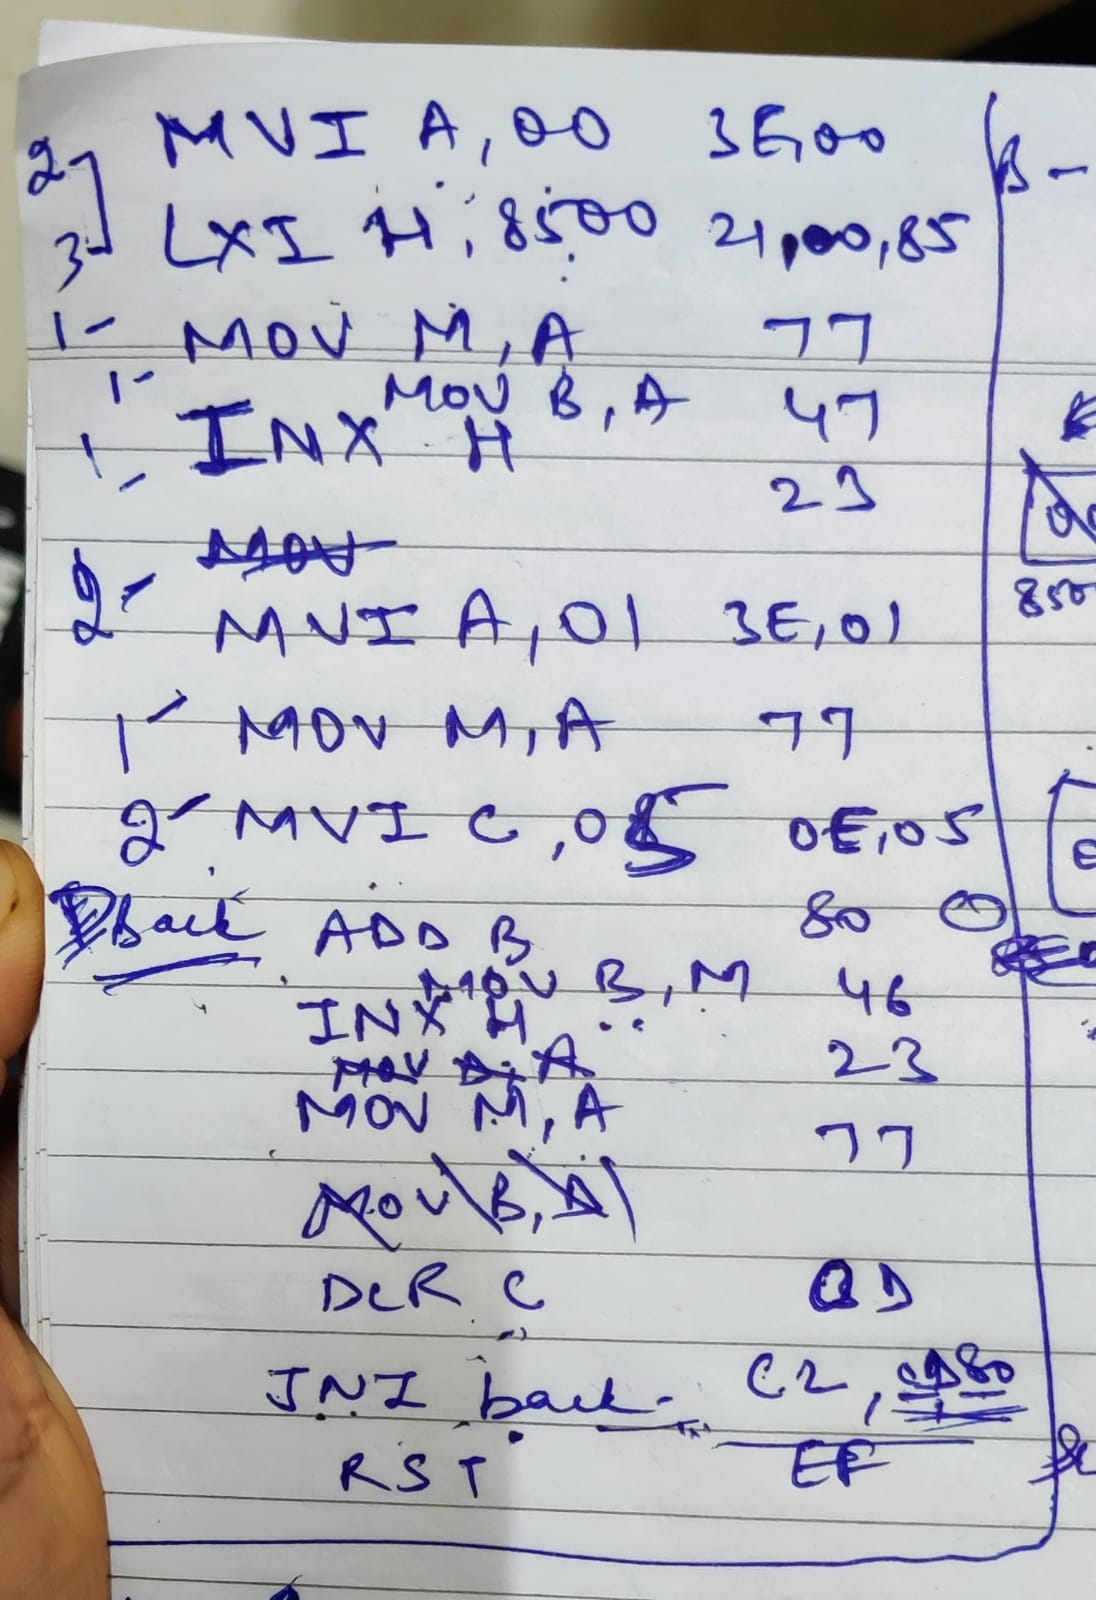 2 MVI A, 00 3E,00
3 LXI H, 8500 21,00,85
1- MOV M, A 77
1- MOV B, A 47
1- INX H 23
MOV
2- MVI A, 01 3E, 01
1- MOV M, A 77
2- MVI C, 05 0E,05
Back ADD B 80
MOV B, M 46
INX H 23
MOV A
MOV M, A 77
MOV B, A
DCR C 0D
JNZ back C2, 0D80
RST EF
B -
850